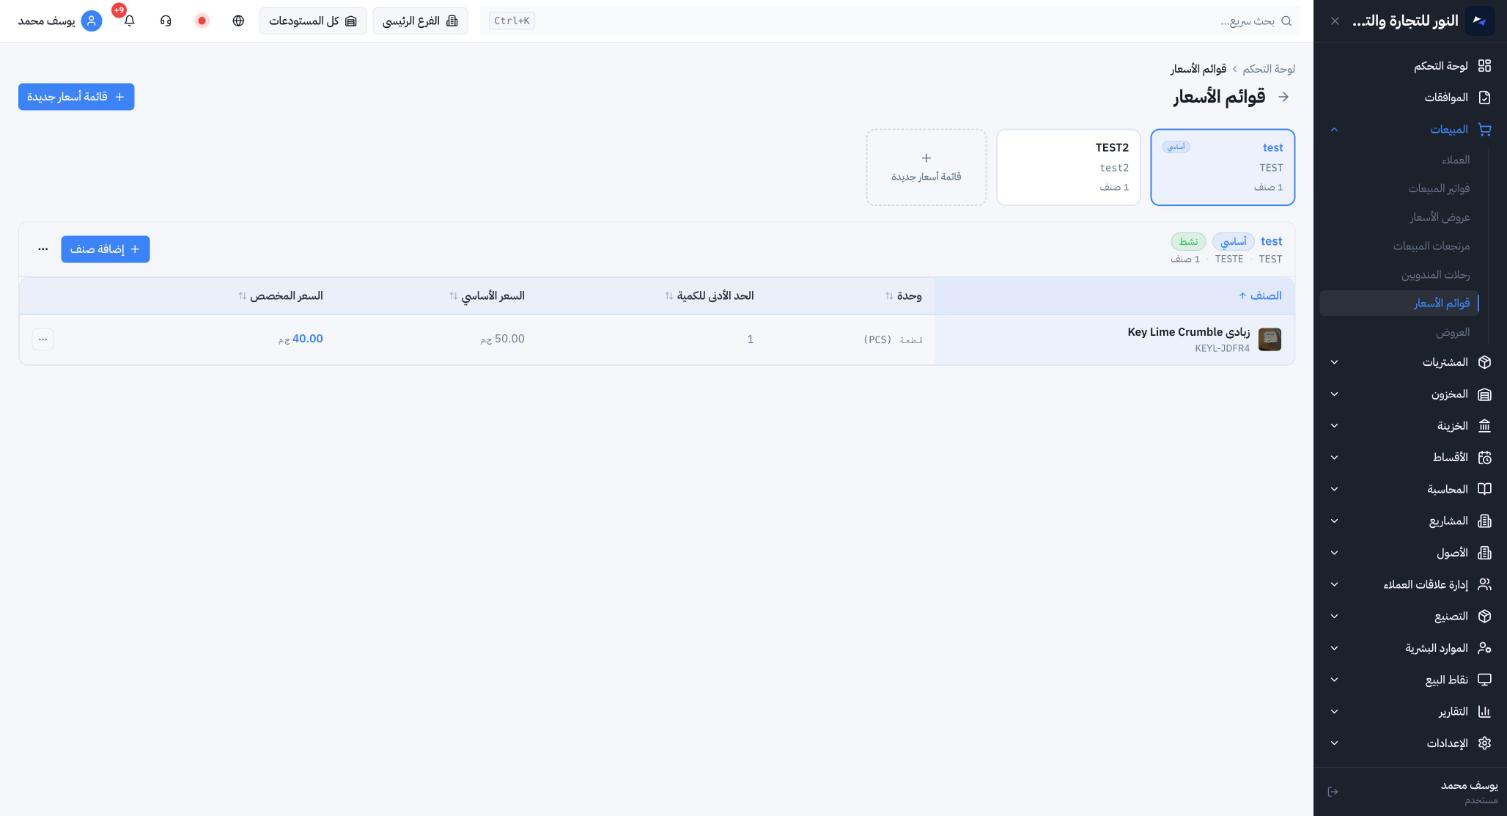 النور للتجارة والتـ...
بحث سريع...
Ctrl+K
الفرع الرئيسي
كل المستودعات
+9
يوسف محمد
لوحة التحكم
الموافقات
المبيعات
العملاء
فواتير المبيعات
عروض الأسعار
مرتجعات المبيعات
رحلات المندوبين
قوائم الأسعار
العروض
المشتريات
المخزون
الخزينة
الأقساط
المحاسبة
المشاريع
الأصول
إدارة علاقات العملاء
التصنيع
الموارد البشرية
نقاط البيع
التقارير
الإعدادات
يوسف محمد
مستخدم
لوحة التحكم > قوائم الأسعار
قوائم الأسعار
+ قائمة أسعار جديدة
test أساسي
TEST
1 صنف
TEST2
test2
1 صنف
+
قائمة أسعار جديدة
test أساسي نشط
TEST · TESTE · 1 صنف
+ إضافة صنف
الصنف وحدة الحد الأدنى للكمية السعر الأساسي السعر المخصص
زبادى Key Lime Crumble
KEYL-JDFR4
قطعة (PCS)
1
50.00 ج.م
40.00 ج.م